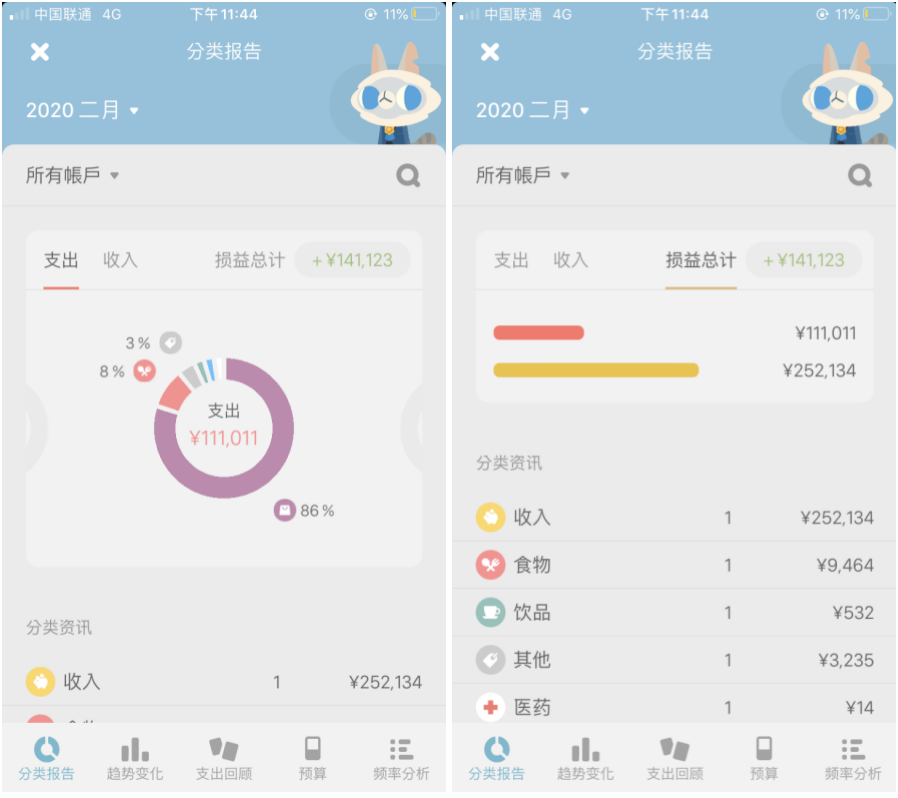 中国联通 4G 下午11:44 11%
分类报告
2020 二月
所有帳戶
支出 收入 损益总计 +¥141,123
3 %
8 %
支出
¥111,011
86 %
分类资讯
收入 1 ¥252,134
分类报告 趋势变化 支出回顾 预算 频率分析
中国联通 4G 下午11:44 11%
分类报告
2020 二月
所有帳戶
支出 收入 损益总计 +¥141,123
¥111,011
¥252,134
分类资讯
收入 1 ¥252,134
食物 1 ¥9,464
饮品 1 ¥532
其他 1 ¥3,235
医药 1 ¥14
分类报告 趋势变化 支出回顾 预算 频率分析